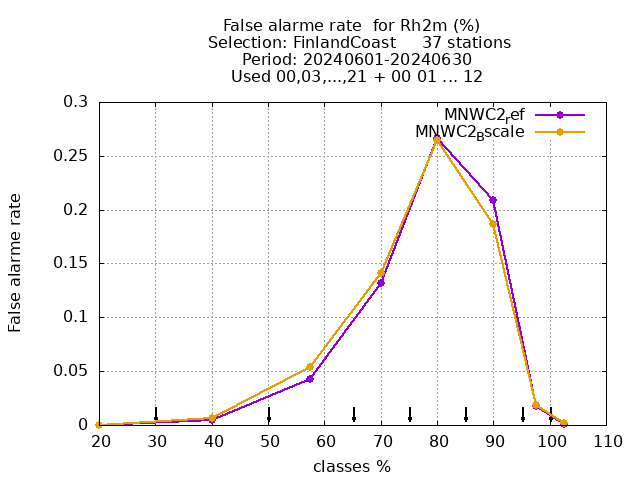 False alarme rate  for Rh2m (%)
Selection: FinlandCoast     37 stations
Period: 20240601-20240630
Used 00,03,...,21 + 00 01 ... 12
MNWC2ref
MNWC2Bscale
0.3
0.25
0.2
0.15
0.1
0.05
0
False alarme rate
20 30 40 50 60 70 80 90 100 110
classes %